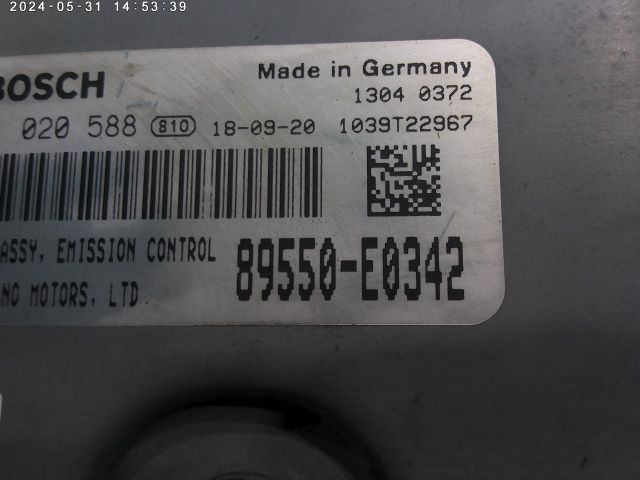 2024-05-31 14:53:39
BOSCH
Made in Germany
1304 0372
020 588 810 18-09-20 1039T22967
ASSY, EMISSION CONTROL
89550-E0342
MOTORS, LTD